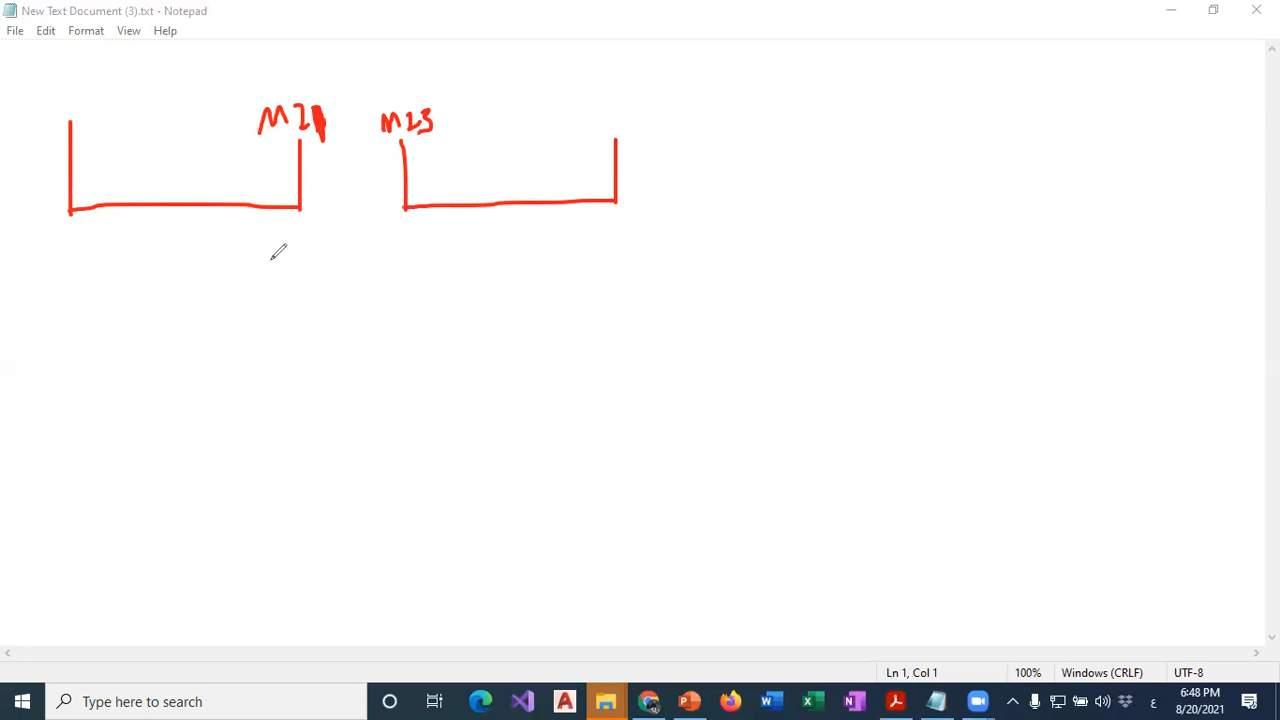 New Text Document (3).txt - Notepad
File Edit Format View Help
M21 M23
Ln 1, Col 1 100% Windows (CRLF) UTF-8
Type here to search
ع 6:48 PM
8/20/2021